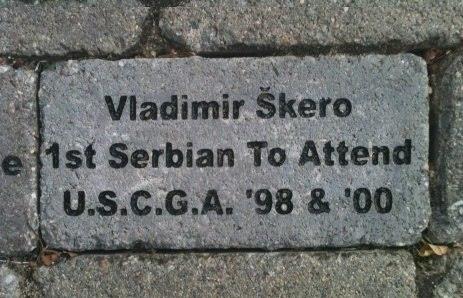 Vladimir Škero
e 1st Serbian To Attend
U.S.C.G.A. '98 & '00